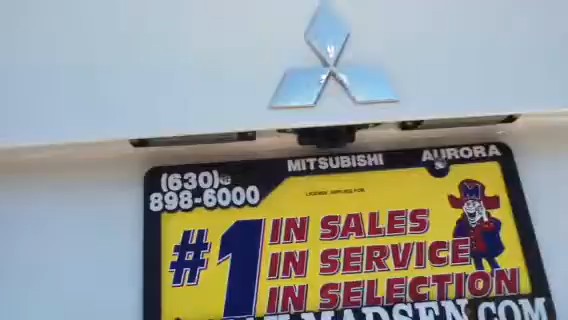 MITSUBISHI AURORA
(630)
898-6000
LICENSE APPLIED FOR
#1 IN SALES
IN SERVICE
IN SELECTION
MADSEN.COM
M